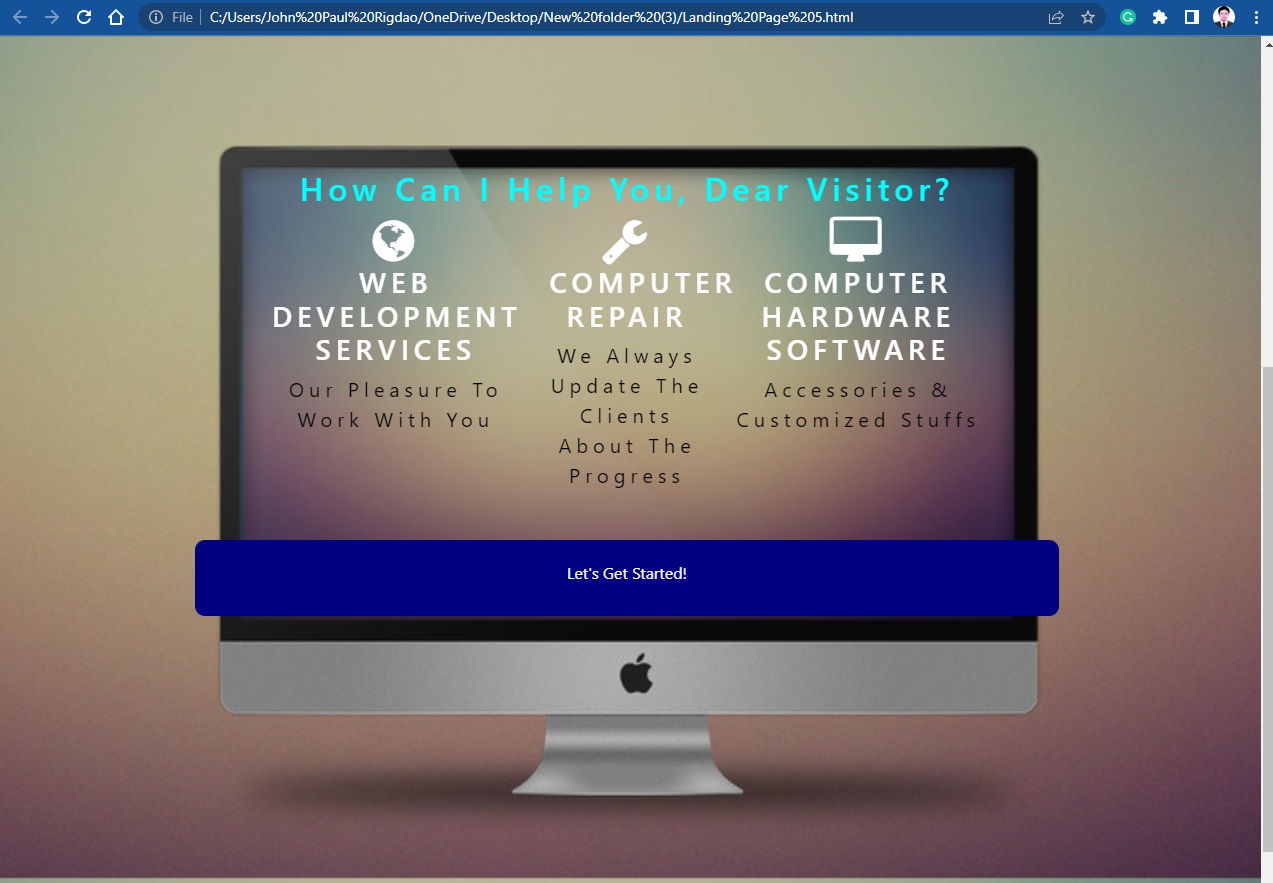 File
C:/Users/John%20Paul%20Rigdao/OneDrive/Desktop/New%20folder%20(3)/Landing%20Page%205.html
How Can I Help You, Dear Visitor?
WEB
DEVELOPMENT
SERVICES
Our Pleasure To
Work With You
COMPUTER
REPAIR
We Always
Update The
Clients
About The
Progress
COMPUTER
HARDWARE
SOFTWARE
Accessories &
Customized Stuffs
Let's Get Started!